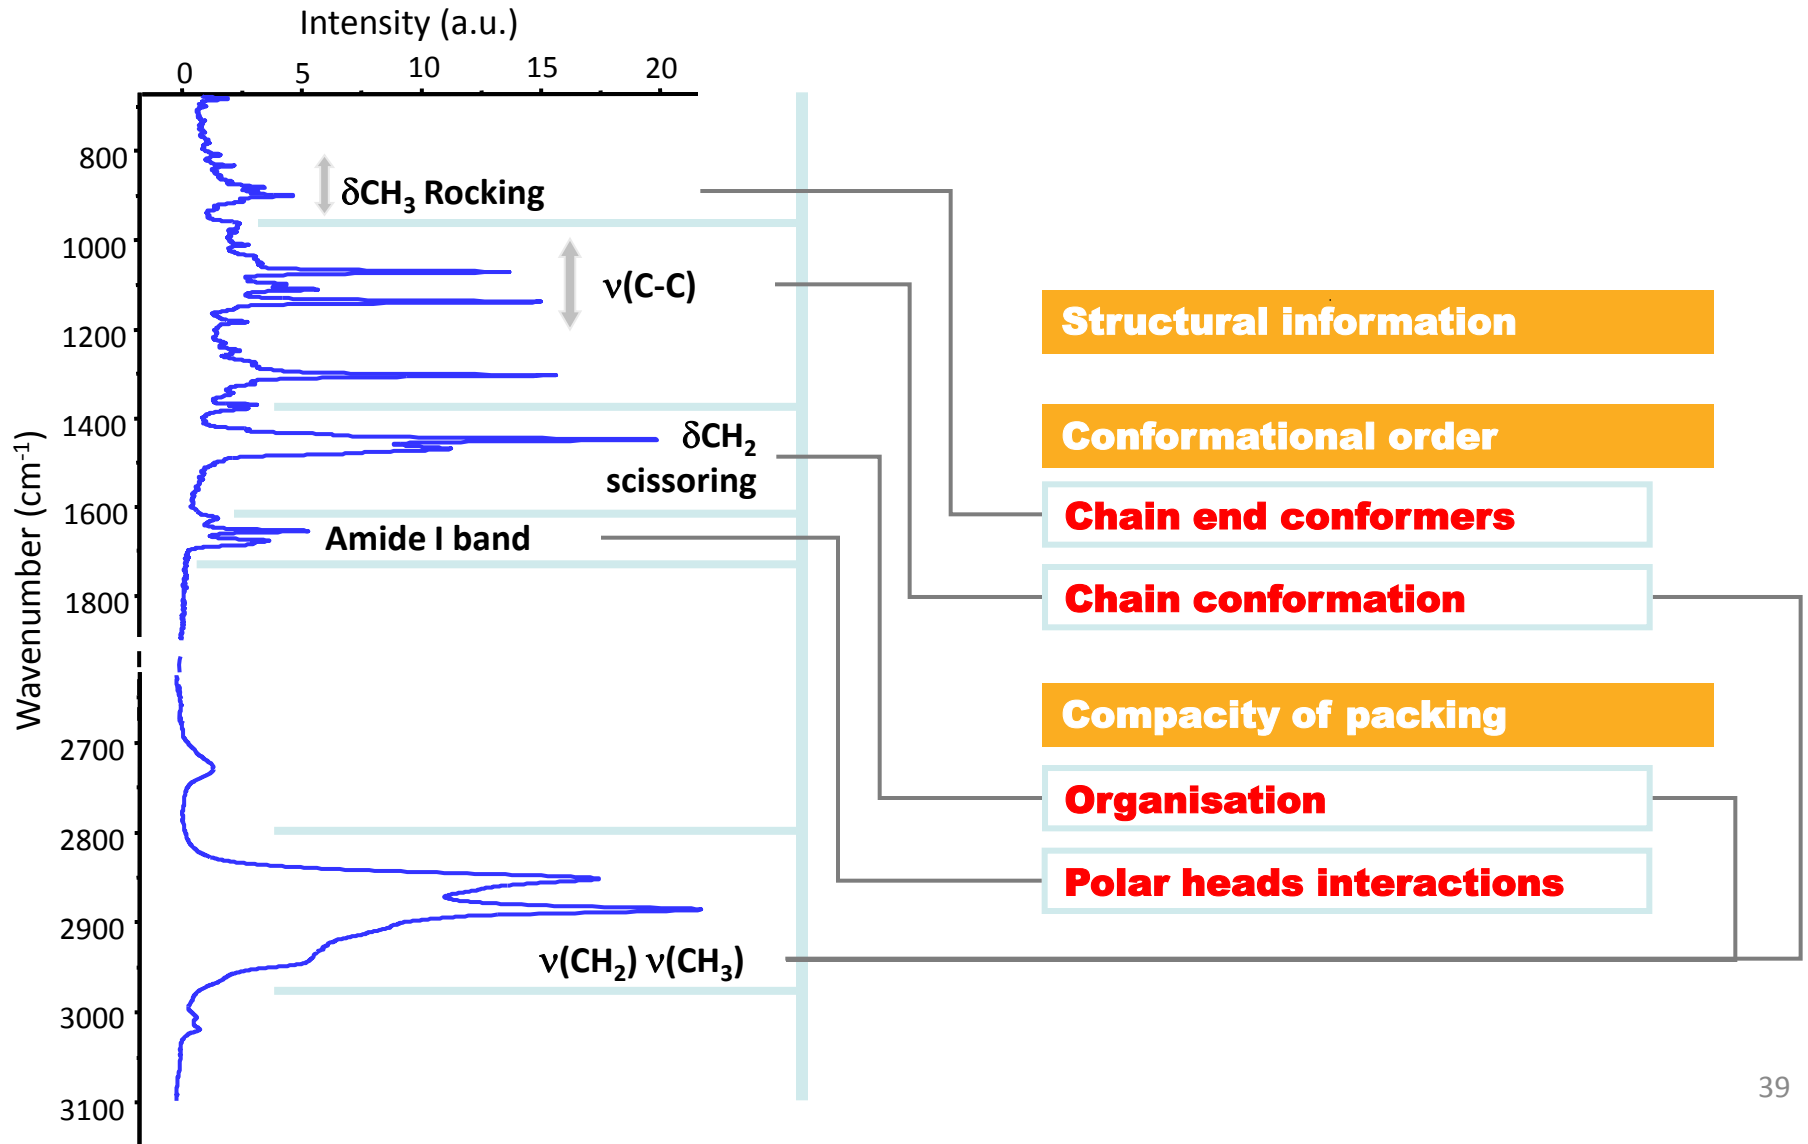 Intensity (a.u.)
0 5 10 15 20
Wavenumber (cm⁻¹)
800
1000
1200
1400
1600
1800
2700
2800
2900
3000
3100
δCH₃ Rocking
ν(C-C)
δCH₂
scissoring
Amide I band
ν(CH₂) ν(CH₃)
Structural information
Conformational order
Chain end conformers
Chain conformation
Compacity of packing
Organisation
Polar heads interactions
39